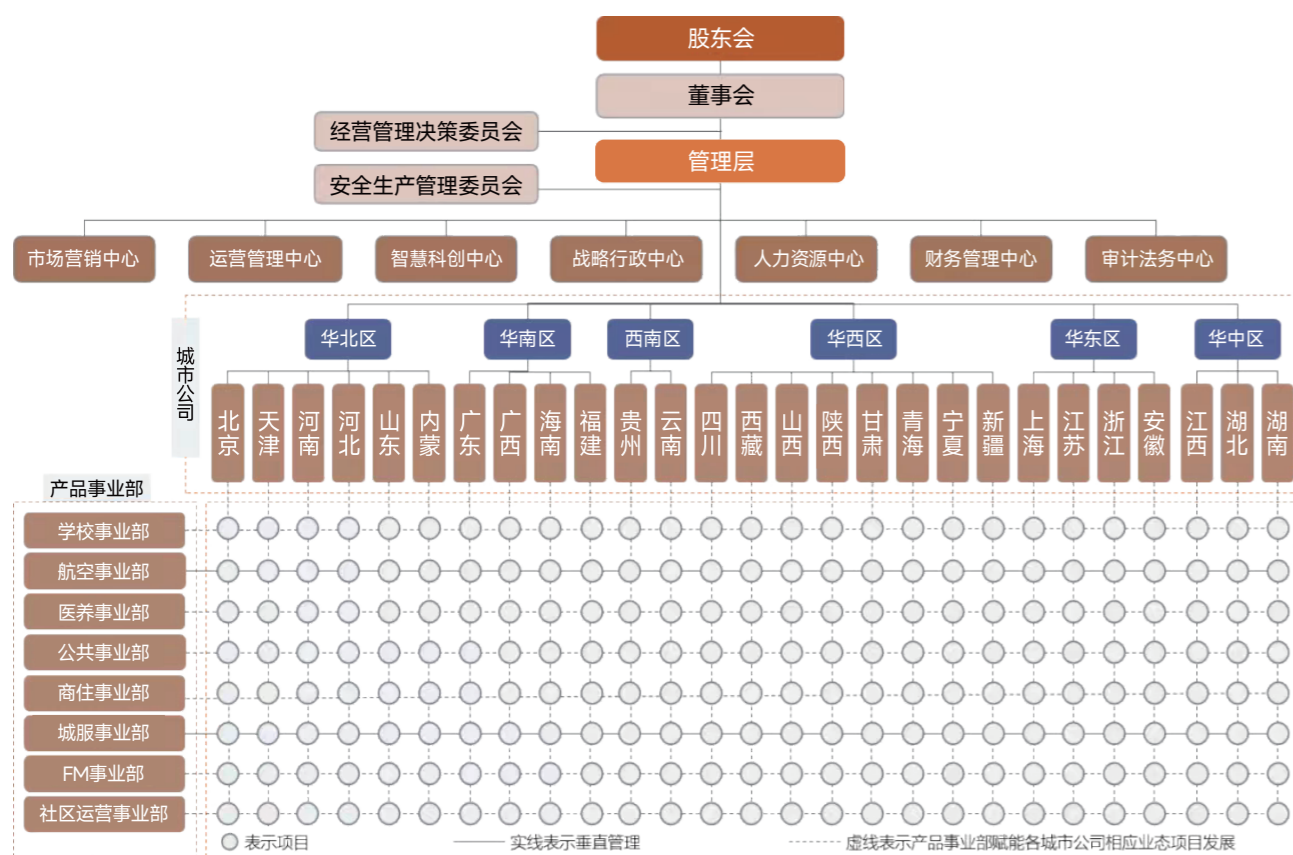 股东会
董事会
经营管理决策委员会
管理层
安全生产管理委员会
市场营销中心
运营管理中心
智慧科创中心
战略行政中心
人力资源中心
财务管理中心
审计法务中心
城市公司
华北区
华南区
西南区
华西区
华东区
华中区
北京
天津
河南
河北
山东
内蒙
广东
广西
海南
福建
贵州
云南
四川
西藏
山西
陕西
甘肃
青海
宁夏
新疆
上海
江苏
浙江
安徽
江西
湖北
湖南
产品事业部
学校事业部
航空事业部
医养事业部
公共事业部
商住事业部
城服事业部
FM事业部
社区运营事业部
表示项目
实线表示垂直管理
虚线表示产品事业部赋能各城市公司相应业态项目发展